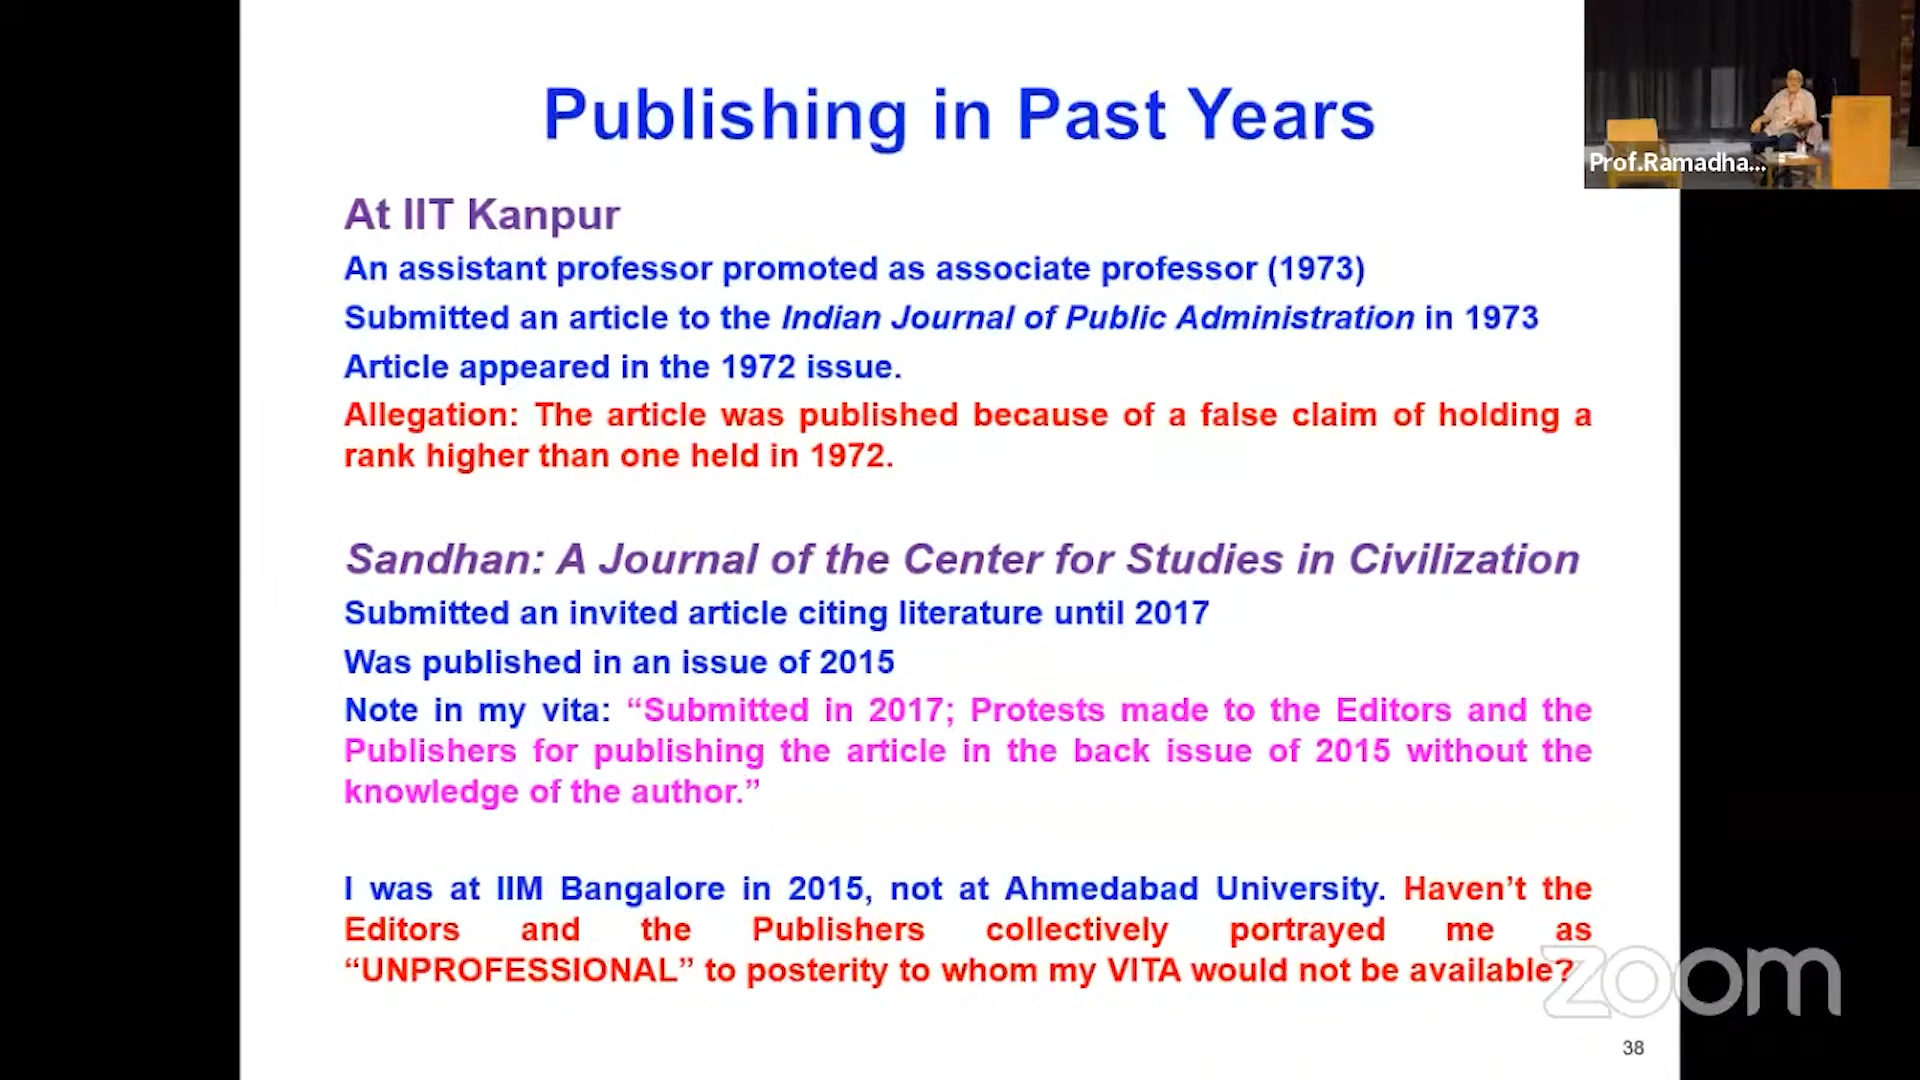 Publishing in Past Years
Prof.Ramadha...
At IIT Kanpur
An assistant professor promoted as associate professor (1973)
Submitted an article to the Indian Journal of Public Administration in 1973
Article appeared in the 1972 issue.
Allegation: The article was published because of a false claim of holding a
rank higher than one held in 1972.
Sandhan: A Journal of the Center for Studies in Civilization
Submitted an invited article citing literature until 2017
Was published in an issue of 2015
Note in my vita: “Submitted in 2017; Protests made to the Editors and the
Publishers for publishing the article in the back issue of 2015 without the
knowledge of the author.”
I was at IIM Bangalore in 2015, not at Ahmedabad University. Haven’t the
Editors and the Publishers collectively portrayed me as
“UNPROFESSIONAL” to posterity to whom my VITA would not be available?
zoom
38